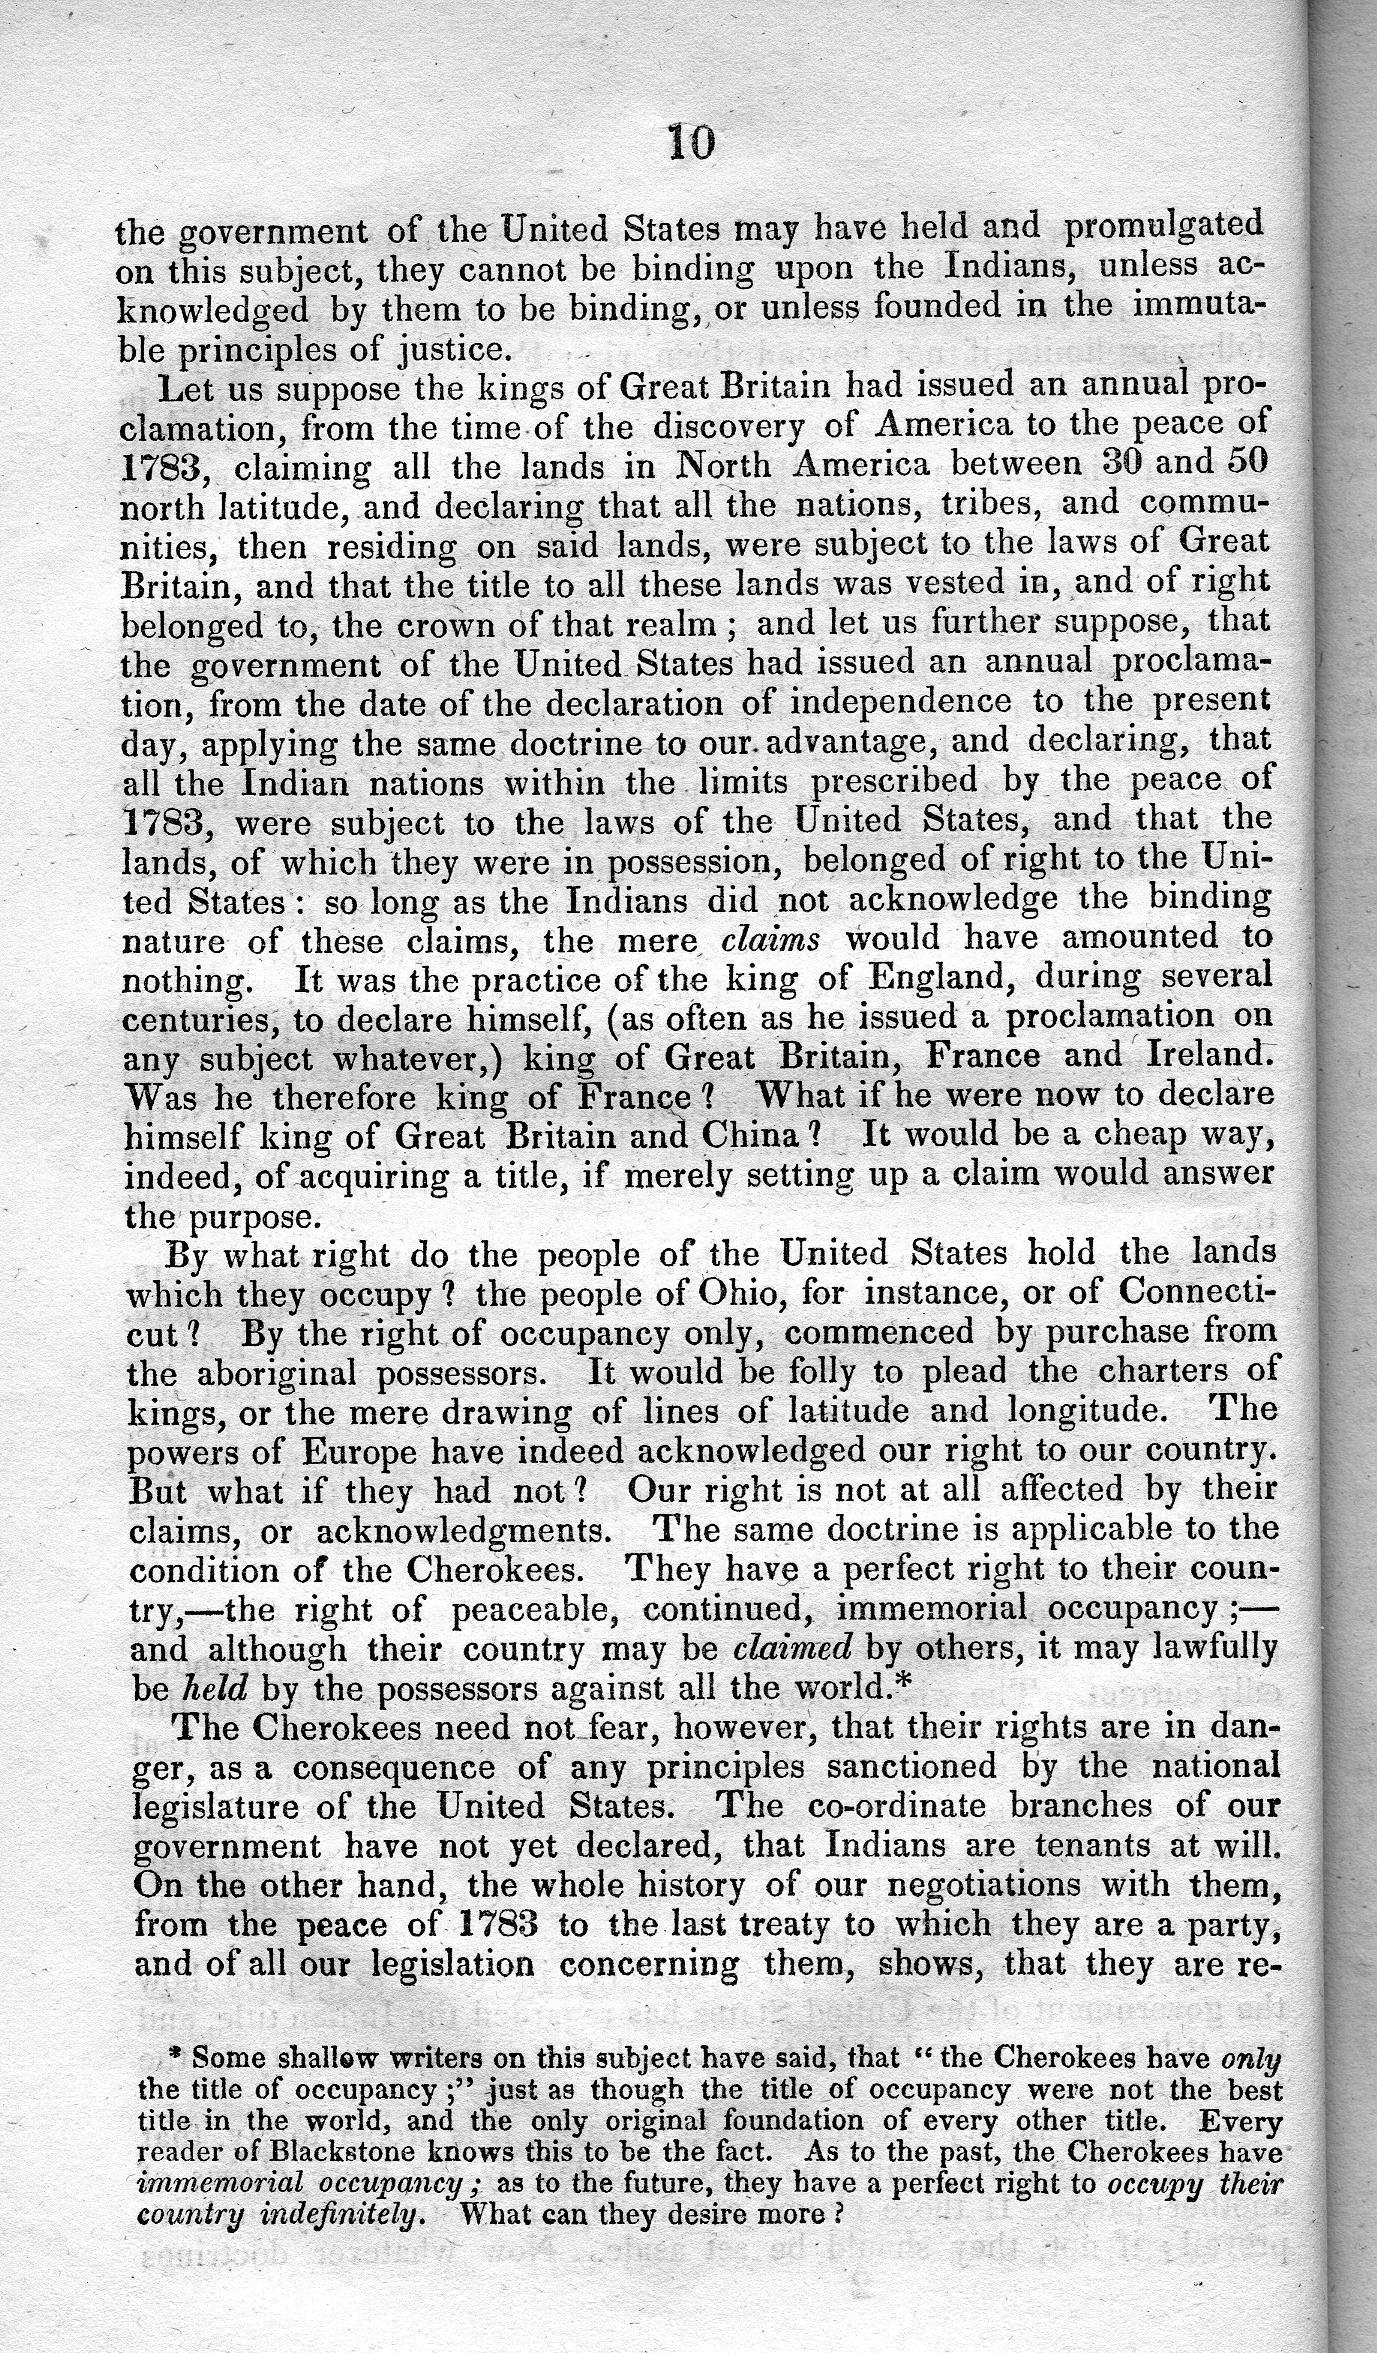 10
the government of the United States may have held and promulgated
on this subject, they cannot be binding upon the Indians, unless ac-
knowledged by them to be binding, or unless founded in the immuta-
ble principles of justice.
Let us suppose the kings of Great Britain had issued an annual pro-
clamation, from the time of the discovery of America to the peace of
1783, claiming all the lands in North America between 30 and 50
north latitude, and declaring that all the nations, tribes, and commu-
nities, then residing on said lands, were subject to the laws of Great
Britain, and that the title to all these lands was vested in, and of right
belonged to, the crown of that realm ; and let us further suppose, that
the government of the United States had issued an annual proclama-
tion, from the date of the declaration of independence to the present
day, applying the same doctrine to our advantage, and declaring, that
all the Indian nations within the limits prescribed by the peace of
1783, were subject to the laws of the United States, and that the
lands, of which they were in possession, belonged of right to the Uni-
ted States : so long as the Indians did not acknowledge the binding
nature of these claims, the mere claims would have amounted to
nothing. It was the practice of the king of England, during several
centuries, to declare himself, (as often as he issued a proclamation on
any subject whatever,) king of Great Britain, France and Ireland.
Was he therefore king of France ? What if he were now to declare
himself king of Great Britain and China ? It would be a cheap way,
indeed, of acquiring a title, if merely setting up a claim would answer
the purpose.
By what right do the people of the United States hold the lands
which they occupy ? the people of Ohio, for instance, or of Connecti-
cut ? By the right of occupancy only, commenced by purchase from
the aboriginal possessors. It would be folly to plead the charters of
kings, or the mere drawing of lines of latitude and longitude. The
powers of Europe have indeed acknowledged our right to our country.
But what if they had not ? Our right is not at all affected by their
claims, or acknowledgments. The same doctrine is applicable to the
condition of the Cherokees. They have a perfect right to their coun-
try,—the right of peaceable, continued, immemorial occupancy ;—
and although their country may be claimed by others, it may lawfully
be held by the possessors against all the world.*
The Cherokees need not fear, however, that their rights are in dan-
ger, as a consequence of any principles sanctioned by the national
legislature of the United States. The co-ordinate branches of our
government have not yet declared, that Indians are tenants at will.
On the other hand, the whole history of our negotiations with them,
from the peace of 1783 to the last treaty to which they are a party,
and of all our legislation concerning them, shows, that they are re-
* Some shallow writers on this subject have said, that “ the Cherokees have only
the title of occupancy ;” just as though the title of occupancy were not the best
title in the world, and the only original foundation of every other title. Every
reader of Blackstone knows this to be the fact. As to the past, the Cherokees have
immemorial occupancy ; as to the future, they have a perfect right to occupy their
country indefinitely. What can they desire more ?